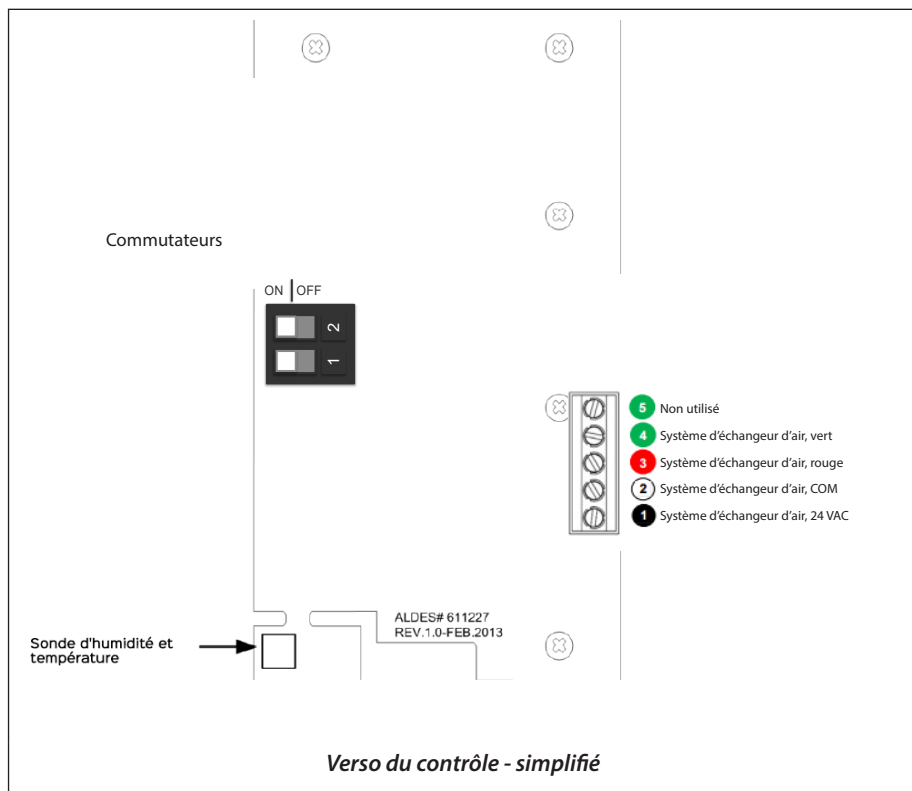 Commutateurs
ON OFF
2
1
5 Non utilisé
4 Système d'échangeur d'air, vert
3 Système d'échangeur d'air, rouge
2 Système d'échangeur d'air, COM
1 Système d'échangeur d'air, 24 VAC
ALDES# 611227
REV.1.0-FEB.2013
Sonde d'humidité et
température
Verso du contrôle - simplifié